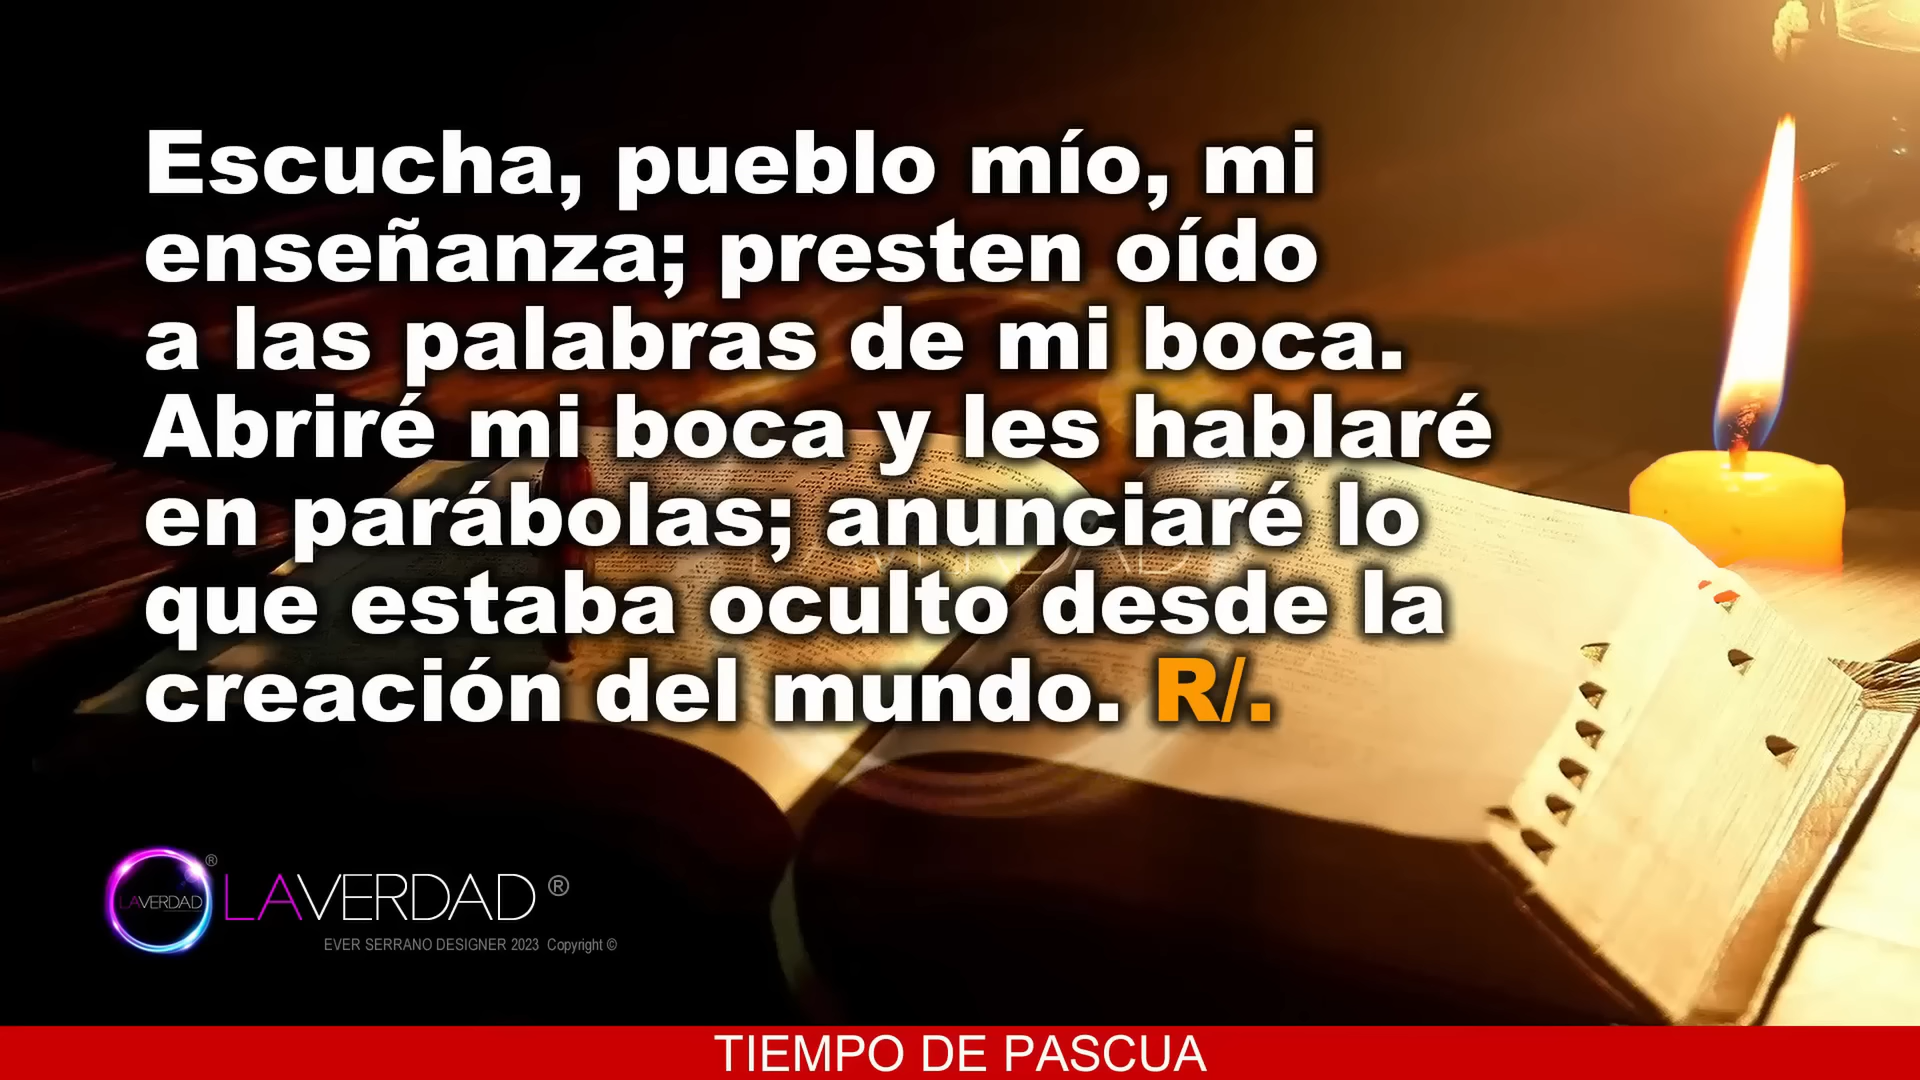 Escucha, pueblo mío, mi
enseñanza; presten oído
a las palabras de mi boca.
Abriré mi boca y les hablaré
en parábolas; anunciaré lo
que estaba oculto desde la
creación del mundo. R/.
LAVERDAD ®
LAVERDAD ®
EVER SERRANO DESIGNER 2023 Copyright ©
TIEMPO DE PASCUA